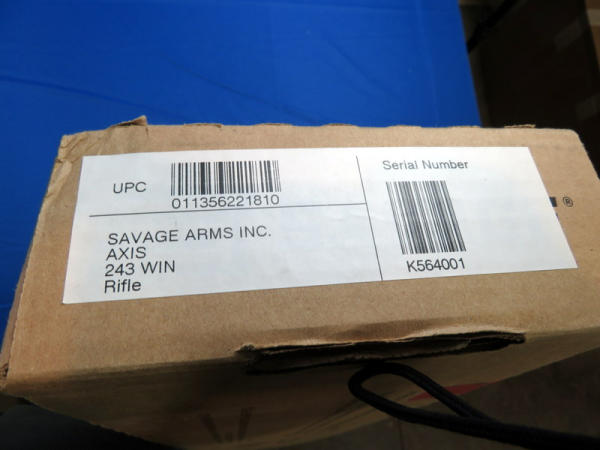 UPC
011356221810
SAVAGE ARMS INC.
AXIS
243 WIN
Rifle
Serial Number
K564001
®